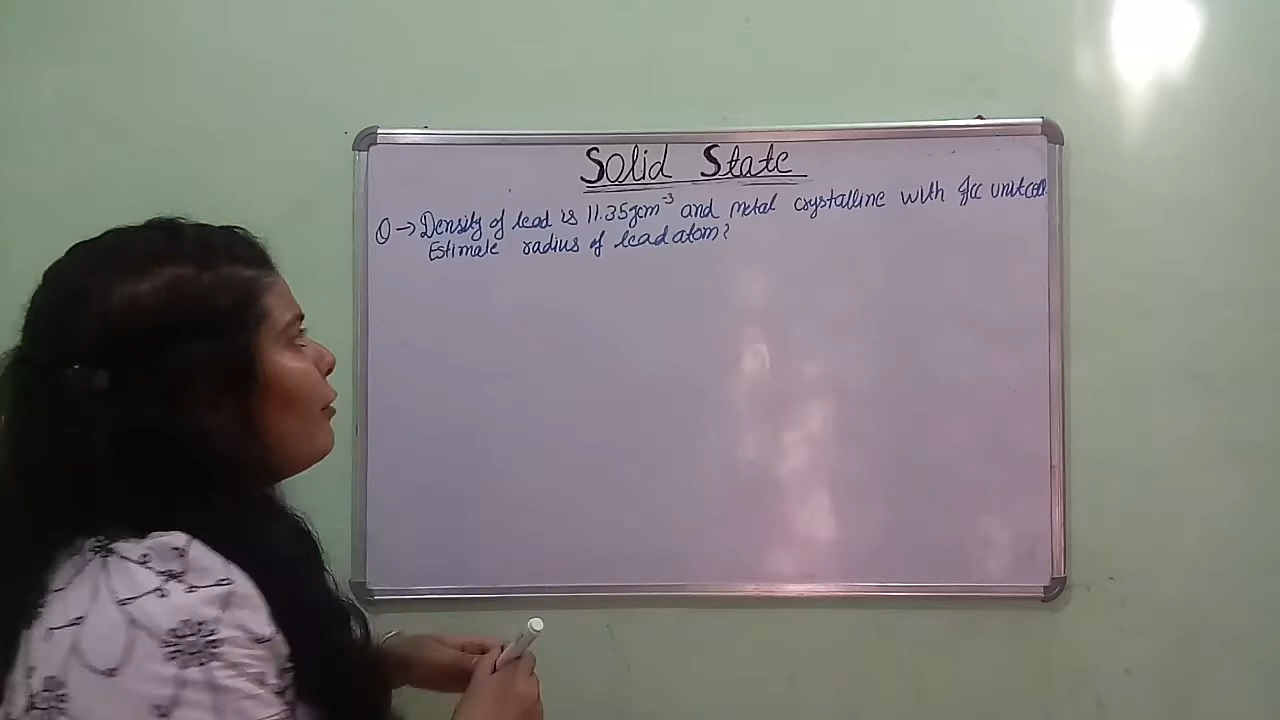 Solid State
Q → Density of lead is 11.35gcm⁻³ and metal crystalline with fcc unitcell.
Estimate radius of lead atom?